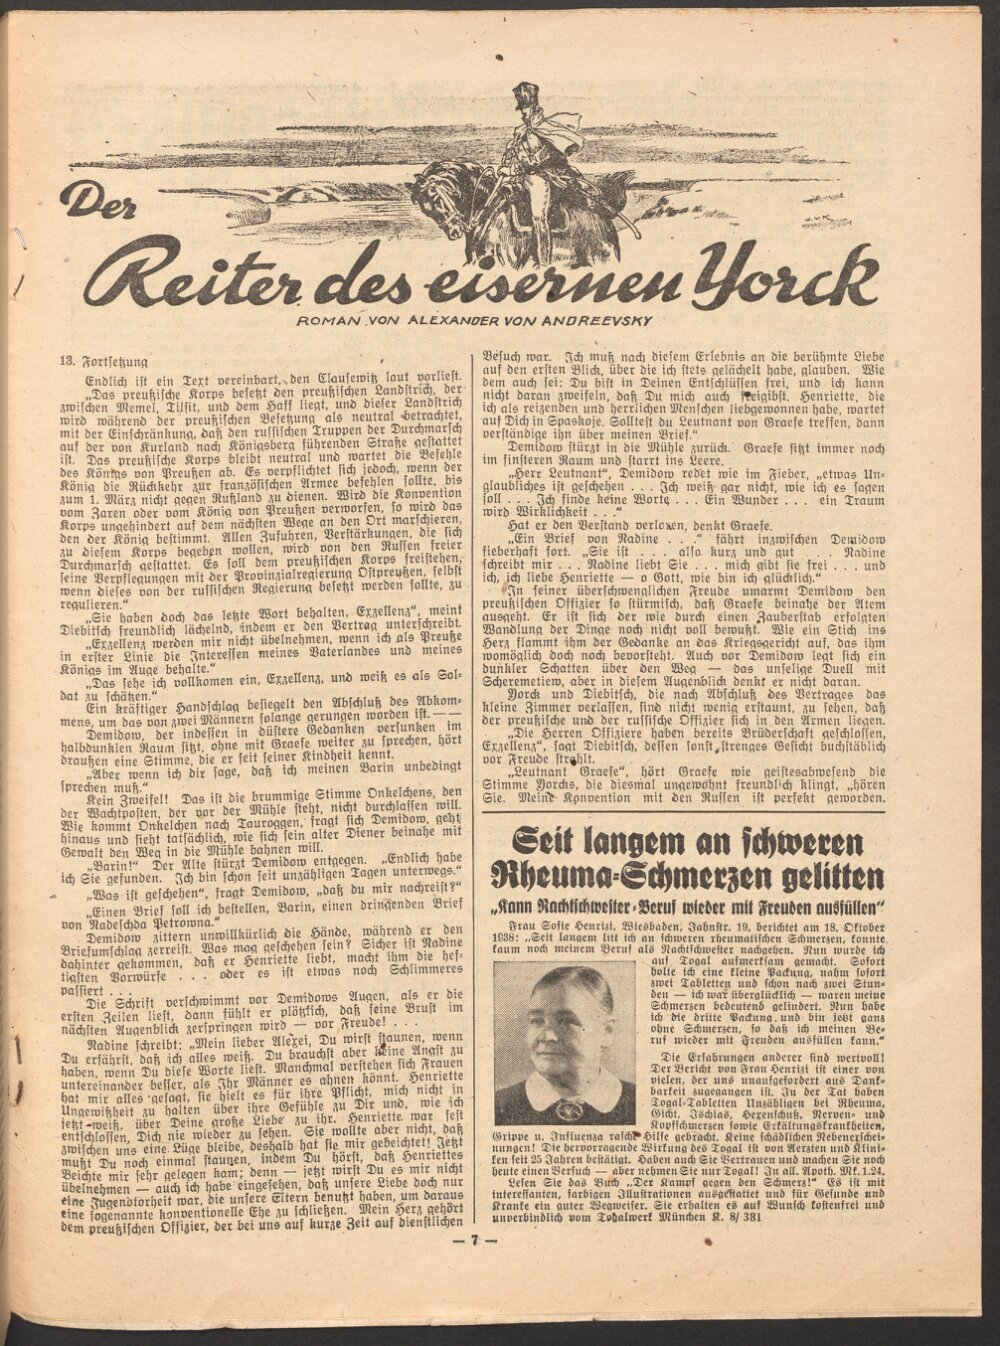 Der
Reiter des eisernen Yorck
ROMAN VON ALEXANDER VON ANDREEVSKY
13. Fortsetzung
Endlich ist ein Text vereinbart, den Clausewitz laut vorliest.
„Das preußische Korps besetzt den preußischen Landstrich, der
zwischen Memel, Tilsit, und dem Haff liegt, und dieser Landstrich
wird während der preußischen Besetzung als neutral betrachtet,
mit der Einschränkung, daß den russischen Truppen der Durchmarsch
auf der von Kurland nach Königsberg führenden Straße gestattet
ist. Das preußische Korps bleibt neutral und wartet die Befehle
des Königs von Preußen ab. Es verpflichtet sich jedoch, wenn der
König die Rückkehr zur französischen Armee befehlen sollte, bis
zum 1. März nicht gegen Rußland zu dienen. Wird die Konvention
vom Zaren oder vom König von Preußen verworfen, so wird das
Korps ungehindert auf dem nächsten Wege an den Ort marschieren,
den der König bestimmt. Allen Zufuhren, Verstärkungen, die sich
zu diesem Korps begeben wollen, wird von den Russen freier
Durchmarsch gestattet. Es soll dem preußischen Korps freistehen,
seine Verpflegungen mit der Provinzialregierung Ostpreußen, selbst
wenn dieses von der russischen Regierung besetzt werden sollte, zu
regulieren.“
„Sie haben doch das letzte Wort behalten, Exzellenz“, meint
Diebitsch freundlich lächelnd, indem er den Vertrag unterschreibt.
„Exzellenz werden mir nicht übelnehmen, wenn ich als Preuße
in erster Linie die Interessen meines Vaterlandes und meines
Königs im Auge behalte.“
„Das sehe ich vollkommen ein, Exzellenz, und weiß es als Sol-
dat zu schätzen.“
Ein kräftiger Handschlag besiegelt den Abschluß des Abkom-
mens, um das von zwei Männern solange gerungen worden ist. — —
Demidow, der indessen in düstere Gedanken versunken im
halbdunklen Raum sitzt, ohne mit Graefe weiter zu sprechen, hört
draußen eine Stimme, die er seit seiner Kindheit kennt.
„Aber wenn ich dir sage, daß ich meinen Barin unbedingt
sprechen muß.“
Kein Zweifel! Das ist die brummige Stimme Onkelchens, den
der Wachtposten, der vor der Mühle steht, nicht durchlassen will.
Wie kommt Onkelchen nach Tauroggen, fragt sich Demidow, geht
hinaus und sieht tatsächlich, wie sich sein alter Diener beinahe mit
Gewalt den Weg in die Mühle bahnen will.
„Barin!“ Der Alte stürzt Demidow entgegen. „Endlich habe
ich Sie gefunden. Ich bin schon seit unzähligen Tagen unterwegs.“
„Was ist geschehen“, fragt Demidow, „daß du mir nachreist?“
„Einen Brief soll ich bestellen, Barin, einen dringenden Brief
von Nadeschda Petrowna.“
Demidow zittern unwillkürlich die Hände, während er den
Briefumschlag zerreißt. Was mag geschehen sein? Sicher ist Nadine
dahinter gekommen, daß er Henriette liebt, macht ihm die hef-
tigsten Vorwürfe . . . oder es ist etwas noch Schlimmeres
passiert . . .
Die Schrift verschwimmt vor Demidows Augen, als er die
ersten Zeilen liest, dann fühlt er plötzlich, daß seine Brust im
nächsten Augenblick zerspringen wird — vor Freude! . . .
Nadine schreibt: „Mein lieber Alexei, Du wirst staunen, wenn
Du erfährst, daß ich alles weiß. Du brauchst aber keine Angst zu
haben, wenn Du diese Worte liest. Manchmal verstehen sich Frauen
untereinander besser, als Ihr Männer es ahnen könnt. Henriette
hat mir alles gesagt, sie hielt es für ihre Pflicht, mich nicht in
Ungewißheit zu halten über ihre Gefühle zu Dir und, wie ich
jetzt weiß, über Deine große Liebe zu ihr. Henriette war fest
entschlossen, Dich nie wieder zu sehen. Sie wollte aber nicht, daß
zwischen uns eine Lüge bleibe, deshalb hat sie mir gebeichtet! Jetzt
mußt Du noch einmal staunen, indem Du hörst, daß Henriettes
Beichte mir sehr gelegen kam; denn — jetzt wirst Du es mir nicht
übelnehmen — auch ich habe eingesehen, daß unsere Liebe doch nur
eine Jugendtorheit war, die unsere Eltern benutzt haben, um daraus
eine sogenannte konventionelle Ehe zu schließen. Mein Herz gehört
dem preußischen Offizier, der bei uns auf kurze Zeit auf dienstlichen
Besuch war. Ich muß nach diesem Erlebnis an die berühmte Liebe
auf den ersten Blick, über die ich stets gelächelt habe, glauben. Wie
dem auch sei: Du bist in Deinen Entschlüssen frei, und ich kann
nicht daran zweifeln, daß Du mich auch freigibst. Henriette, die
ich als reizenden und herrlichen Menschen liebgewonnen habe, wartet
auf Dich in Spaskoje. Solltest du Leutnant von Graefe treffen, dann
verständige ihn über meinen Brief.“
Demidow stürzt in die Mühle zurück. Graefe sitzt immer noch
im finsteren Raum und starrt ins Leere.
„Herr Leutnant“, Demidow redet wie im Fieber, „etwas Un-
glaubliches ist geschehen . . . Ich weiß gar nicht, wie ich es sagen
soll . . . Ich finde keine Worte . . . Ein Wunder . . . ein Traum
wird Wirklichkeit . . .“
Hat er den Verstand verloren, denkt Graefe.
„Ein Brief von Nadine . . .“ fährt inzwischen Demidow
fieberhaft fort. „Sie ist . . . also kurz und gut . . . Nadine
schreibt mir . . . Nadine liebt Sie . . . mich gibt sie frei . . . und
ich, ich liebe Henriette — o Gott, wie bin ich glücklich.“
In seiner überschwenglichen Freude umarmt Demidow den
preußischen Offizier so stürmisch, daß Graefe beinahe der Atem
ausgeht. Er ist sich der wie durch einen Zauberstab erfolgten
Wandlung der Dinge noch nicht voll bewußt. Wie ein Stich ins
Herz flammt ihm der Gedanke an das Kriegsgericht auf, das ihm
womöglich doch noch bevorsteht. Auch vor Demidow legt sich ein
dunkler Schatten über den Weg — das unselige Duell mit
Scheremetiew, aber in diesem Augenblick denkt er nicht daran.
Yorck und Diebitsch, die nach Abschluß des Vertrages das
kleine Zimmer verlassen, sind nicht wenig erstaunt, zu sehen, daß
der preußische und der russische Offizier sich in den Armen liegen.
„Die Herren Offiziere haben bereits Brüderschaft geschlossen,
Exzellenz“, sagt Diebitsch, dessen sonst strenges Gesicht buchstäblich
vor Freude strahlt.
„Leutnant Graefe“, hört Graefe wie geistesabwesend die
Stimme Yorcks, die diesmal ungewohnt freundlich klingt, „hören
Sie. Meine Konvention mit den Russen ist perfekt geworden.
Seit langem an schweren
Rheuma-Schmerzen gelitten
„Kann Nachtschwester-Beruf wieder mit Freuden ausfüllen“
Frau Sofie Henrizi, Wiesbaden, Jahnstr. 19, berichtet am 18. Oktober
1938: „Seit langem litt ich an schweren rheumatischen Schmerzen, konnte
kaum noch meinem Beruf als Nachtschwester nachgehen. Nun wurde ich
auf Togal aufmerksam gemacht. Sofort
holte ich eine kleine Packung, nahm sofort
zwei Tabletten und schon nach zwei Stun-
den — ich war überglücklich — waren meine
Schmerzen bedeutend gelindert. Nun habe
ich die dritte Packung und bin jetzt ganz
ohne Schmerzen, so daß ich meinen Be-
ruf wieder mit Freuden ausfüllen kann.“
Die Erfahrungen anderer sind wertvoll!
Der Bericht von Frau Henrizi ist einer von
vielen, der uns unaufgefordert aus Dank-
barkeit zugegangen ist. In der Tat haben
Togal-Tabletten Unzähligen bei Rheuma,
Gicht, Ischias, Hexenschuß, Nerven- und
Kopfschmerzen sowie Erkältungskrankheiten,
Grippe u. Influenza rasche Hilfe gebracht. Keine schädlichen Nebenerschei-
nungen! Die hervorragende Wirkung des Togal ist von Ärzten und Klini-
ken seit 25 Jahren bestätigt. Haben auch Sie Vertrauen und machen Sie noch
heute einen Versuch — aber nehmen Sie nur Togal! In all. Apoth. Mk. 1.24.
Lesen Sie das Buch „Der Kampf gegen den Schmerz!“ Es ist mit
interessanten, farbigen Illustrationen ausgestattet und für Gesunde und
Kranke ein guter Wegweiser. Sie erhalten es auf Wunsch kostenfrei und
unverbindlich vom Togalwerk München K. 8/381
— 7 —